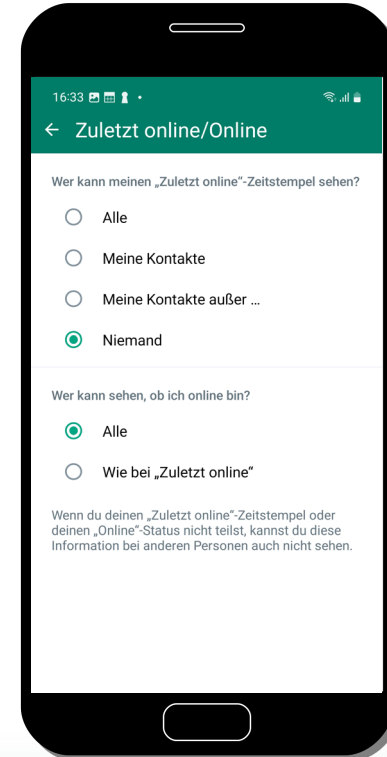 16:33
Zuletzt online/Online
Wer kann meinen „Zuletzt online“-Zeitstempel sehen?
Alle
Meine Kontakte
Meine Kontakte außer ...
Niemand
Wer kann sehen, ob ich online bin?
Alle
Wie bei „Zuletzt online“
Wenn du deinen „Zuletzt online“-Zeitstempel oder
deinen „Online“-Status nicht teilst, kannst du diese
Information bei anderen Personen auch nicht sehen.